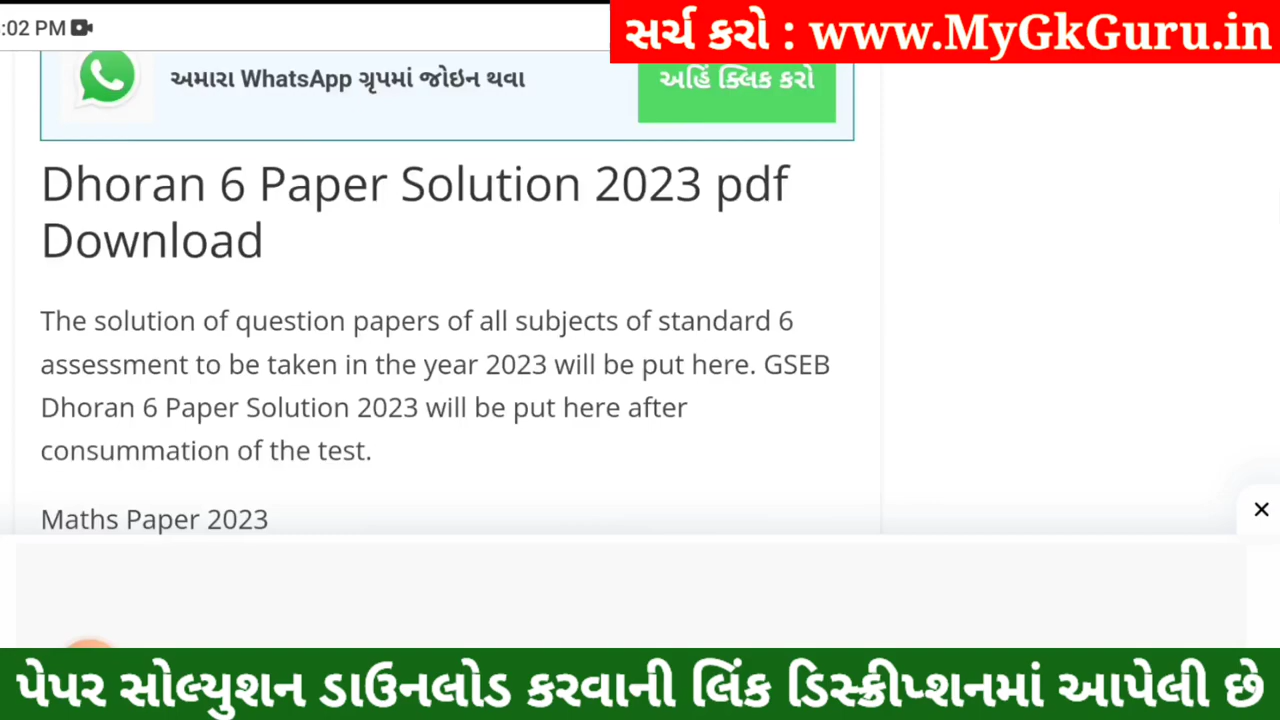 :02 PM
સર્ચ કરો : www.MyGkGuru.in
અમારા WhatsApp ગ્રૂપમાં જોઇન થવા
અહિં ક્લિક કરો
Dhoran 6 Paper Solution 2023 pdf
Download
The solution of question papers of all subjects of standard 6
assessment to be taken in the year 2023 will be put here. GSEB
Dhoran 6 Paper Solution 2023 will be put here after
consummation of the test.
Maths Paper 2023
પેપર સોલ્યુશન ડાઉનલોડ કરવાની લિંક ડિસ્ક્રીપ્શનમાં આપેલી છે